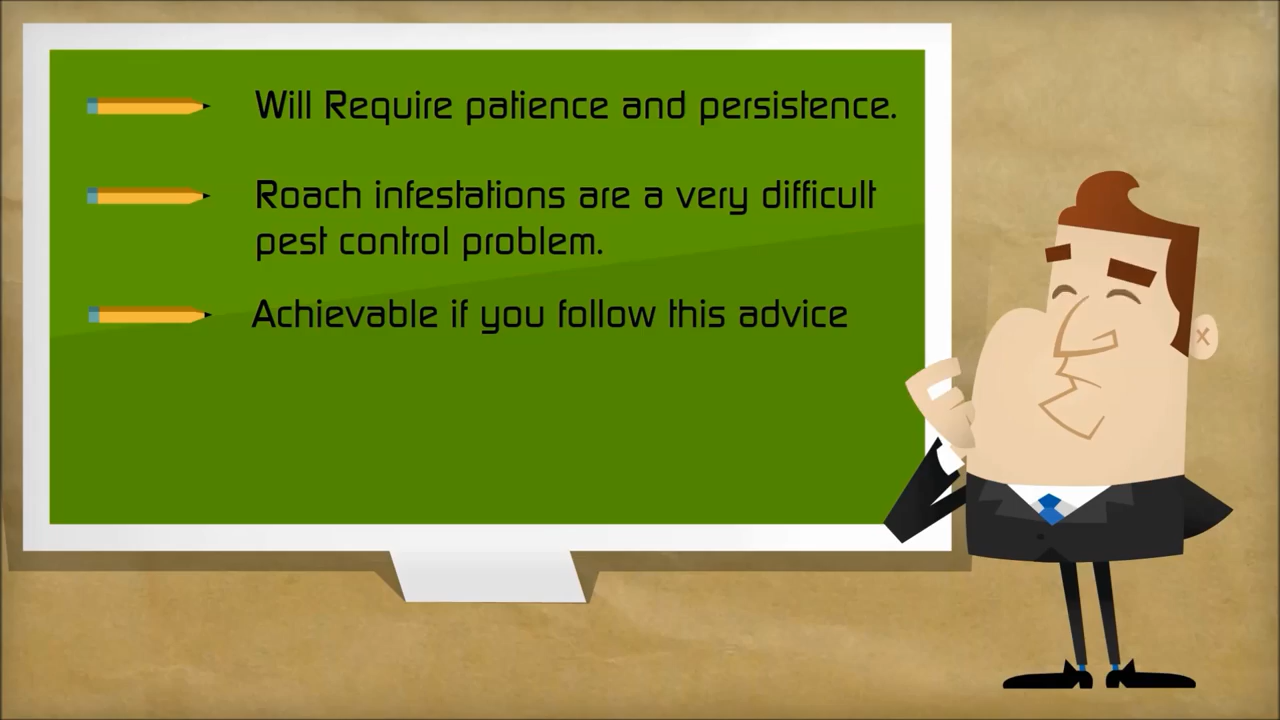 Will Require patience and persistence.
Roach infestations are a very difficult
pest control problem.
Achievable if you follow this advice